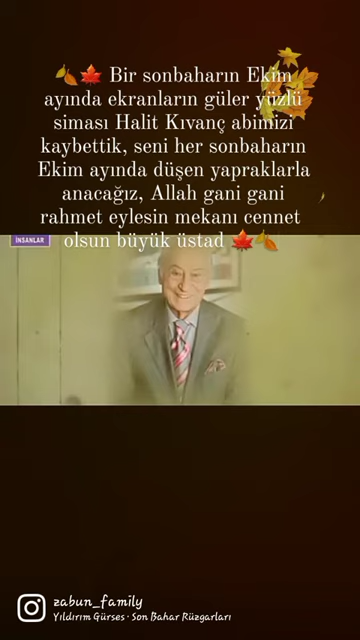 🍂🍁 Bir sonbaharın Ekim
ayında ekranların güler yüzlü
siması Halit Kıvanç abimizi
kaybettik, seni her sonbaharın
Ekim ayında düşen yapraklarla
anacağız, Allah gani gani
rahmet eylesin mekanı cennet
olsun büyük üstad 🍁🍂
İNSANLAR
zabun_family
Yıldırım Gürses · Son Bahar Rüzgarları